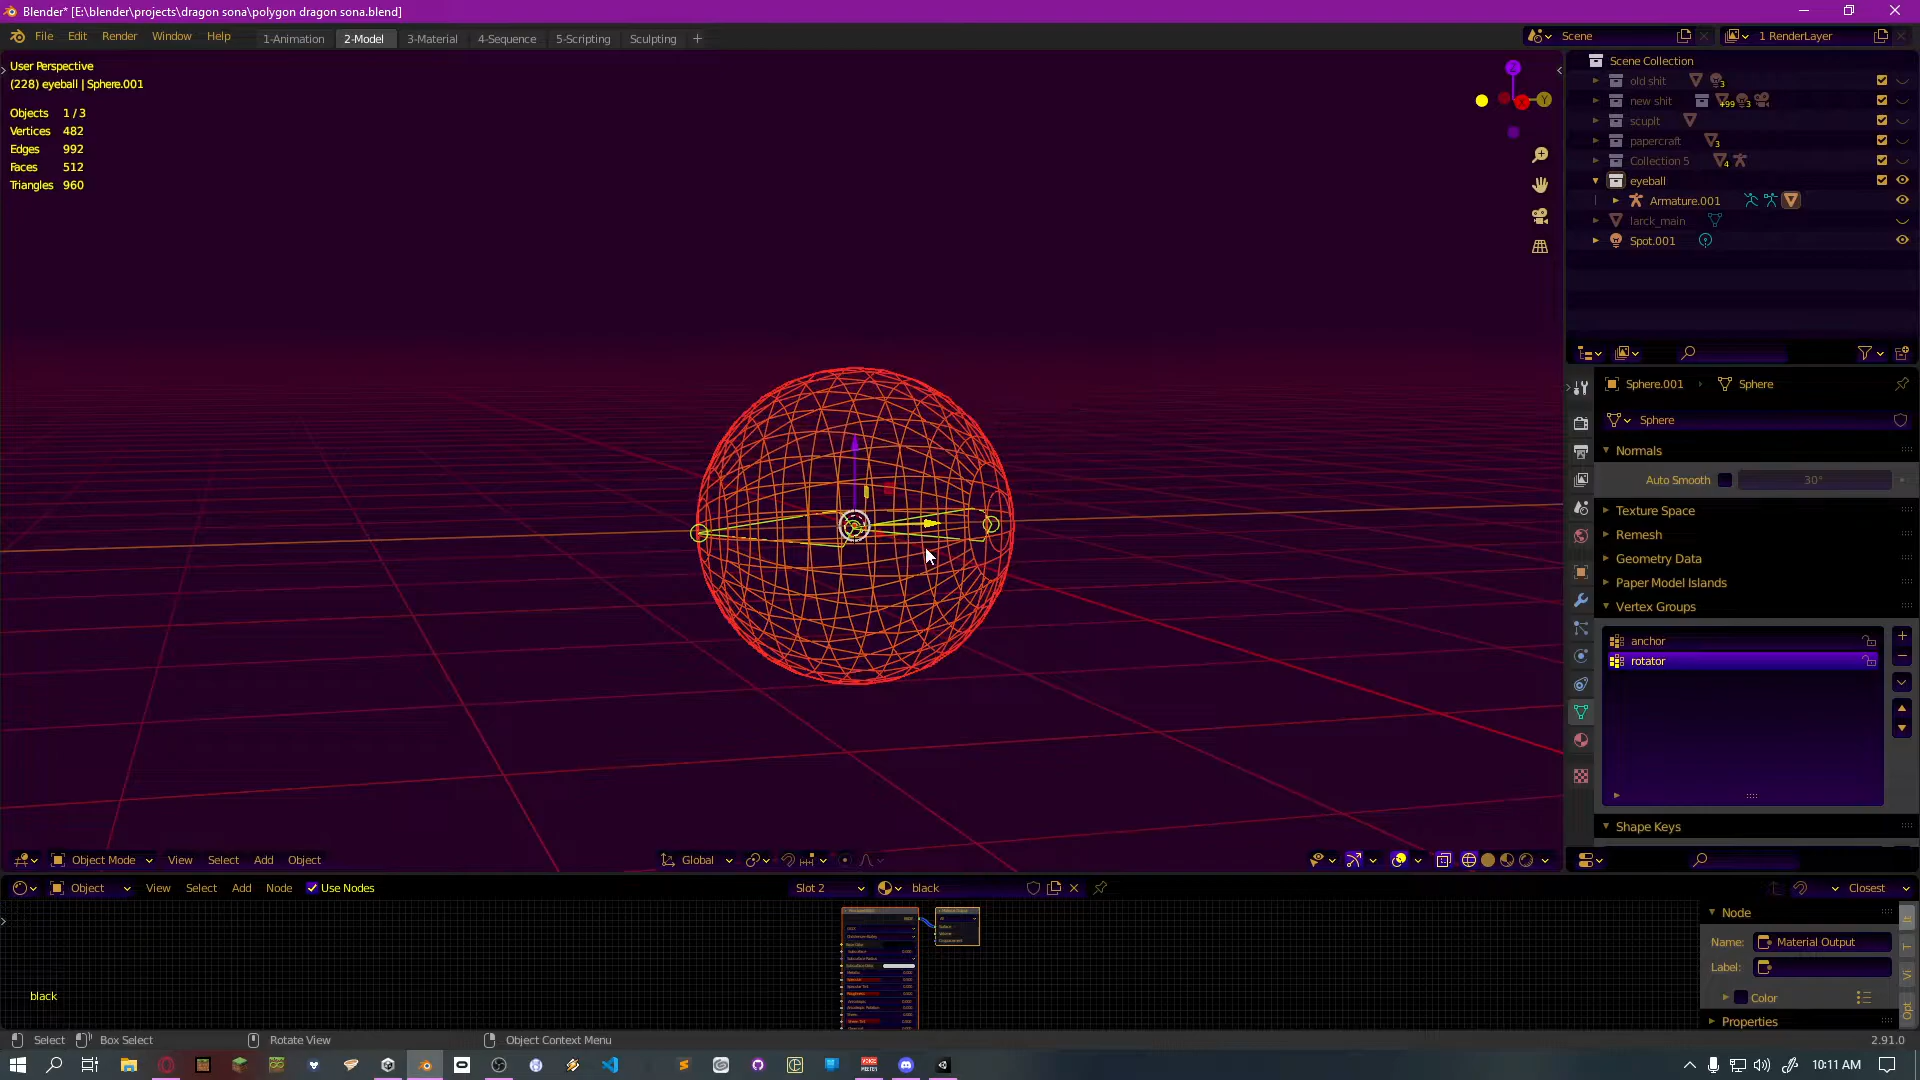 Blender* [E:\blender\projects\dragon sona\polygon dragon sona.blend]
File Edit Render Window Help
1-Animation 2-Model 3-Material 4-Sequence 5-Scripting Sculpting +
Scene
1 RenderLayer
User Perspective
(228) eyeball | Sphere.001
Objects 1 / 3
Vertices 482
Edges 992
Faces 512
Triangles 960
Z
X
Y
Scene Collection
old shit 3
new shit +99 3
scupit
papercraft 3
Collection 5 4
eyeball
Armature.001
larck_main
Spot.001
Sphere.001 › Sphere
Sphere
Normals
Auto Smooth 30°
Texture Space
Remesh
Geometry Data
Paper Model Islands
Vertex Groups
anchor
rotator
Shape Keys
Object Mode View Select Add Object
Global
Object View Select Add Node Use Nodes
Slot 2
black
Closest
Node
Name: Material Output
Label:
Color
Properties
black
Select Box Select Rotate View Object Context Menu
2.91.0
10:11 AM